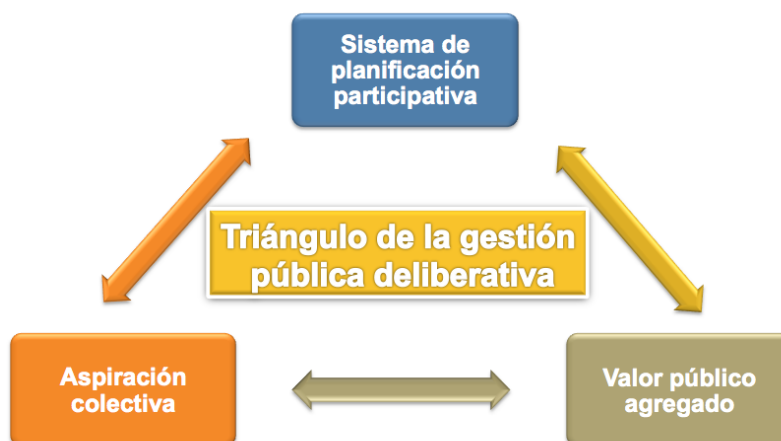 Sistema de
planificación
participativa
Triángulo de la gestión
pública deliberativa
Aspiración
colectiva
Valor público
agregado